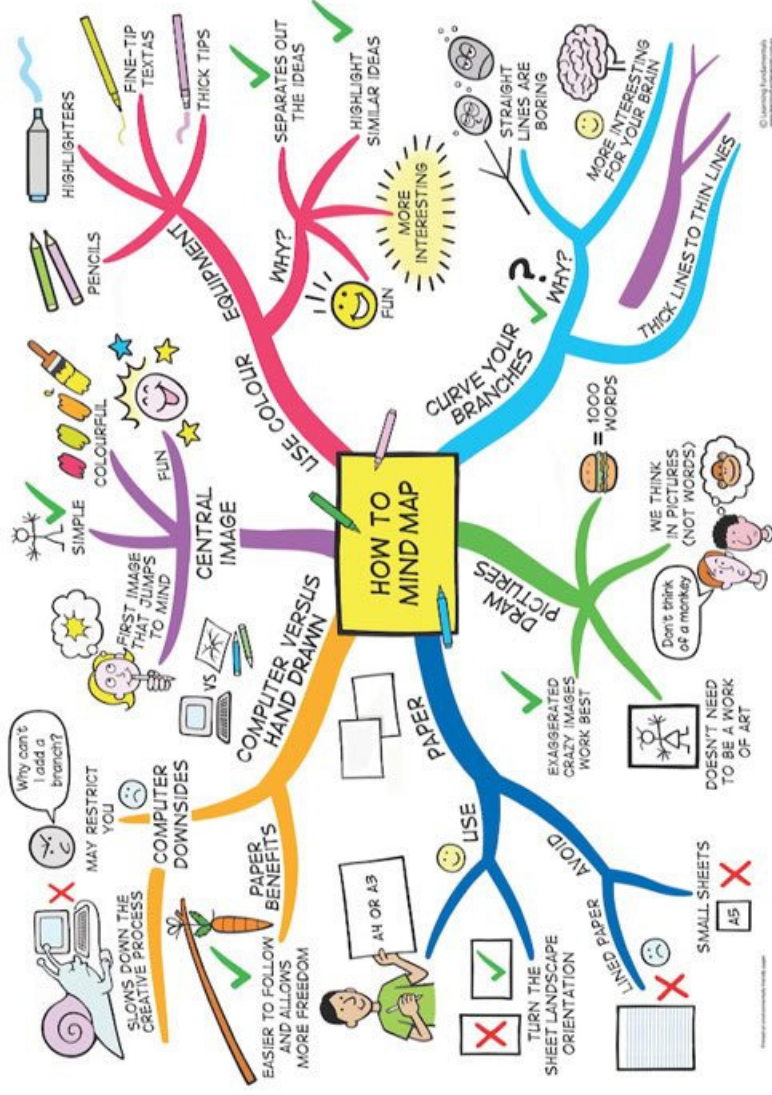 HOW TO
MIND MAP
USE COLOUR
EQUIPMENT
PENCILS
HIGHLIGHTERS
FINE-TIP
TEXTAS
THICK TIPS
WHY?
SEPARATES OUT
THE IDEAS
HIGHLIGHT
SIMILAR IDEAS
MORE
INTERESTING
FUN
CURVE YOUR
BRANCHES
?
WHY?
STRAIGHT
LINES ARE
BORING
MORE INTERESTING
FOR YOUR BRAIN
THICK LINES TO THIN LINES
DRAW
PICTURES
= 1000
WORDS
WE THINK
IN PICTURES
(NOT WORDS)
Don't think
of a monkey
DOESN'T NEED
TO BE A WORK
OF ART
EXAGGERATED
CRAZY IMAGES
WORK BEST
PAPER
USE
A4 OR A3
TURN THE
SHEET LANDSCAPE
ORIENTATION
AVOID
LINED PAPER
SMALL SHEETS
A5
COMPUTER VERSUS
HAND DRAWN
VS
PAPER
BENEFITS
EASIER TO FOLLOW
AND ALLOWS
MORE FREEDOM
COMPUTER
DOWNSIDES
MAY RESTRICT
YOU
Why can't
I add a
branch?
SLOWS DOWN THE
CREATIVE PROCESS
CENTRAL
IMAGE
FIRST IMAGE
THAT JUMPS
TO MIND
SIMPLE
COLOURFUL
FUN
© Learning Fundamentals